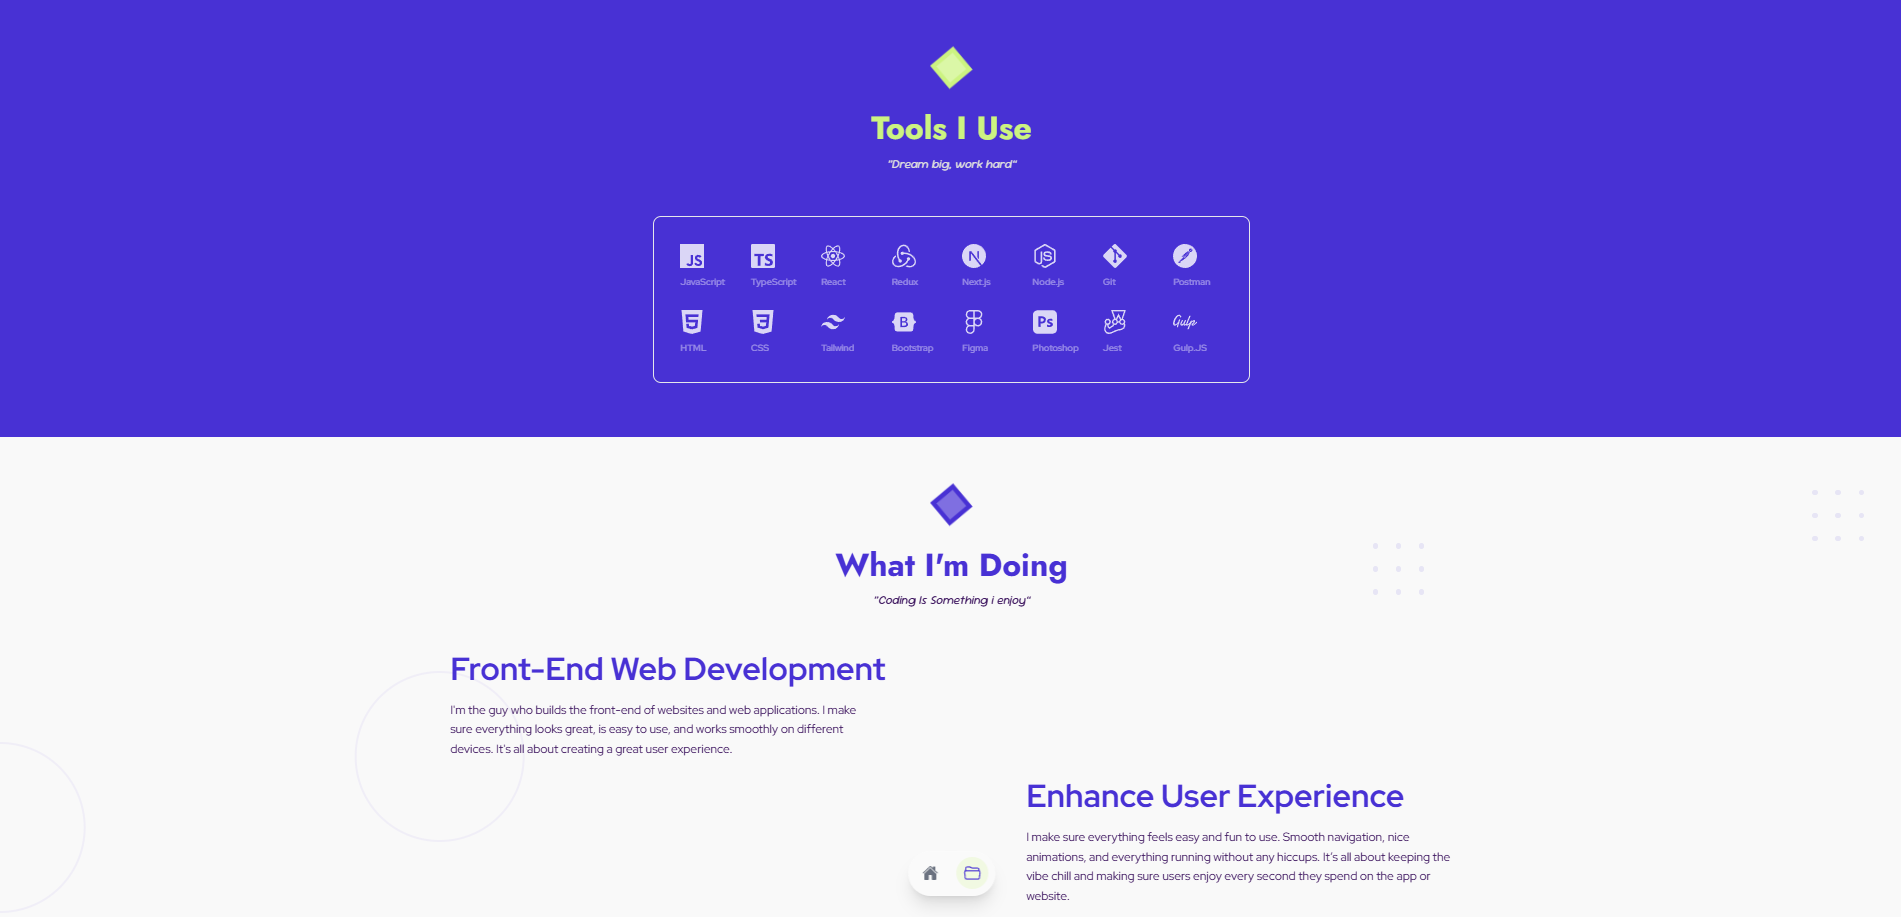 Tools I Use
"Dream big, work hard"
JS TS N JS
JavaScript TypeScript React Redux Next.js Node.js Git Postman
5 3 B Ps Gulp
HTML CSS Tailwind Bootstrap Figma Photoshop Jest Gulp.JS
What I'm Doing
"Coding Is Something i enjoy"
Front-End Web Development
I'm the guy who builds the front-end of websites and web applications. I make
sure everything looks great, is easy to use, and works smoothly on different
devices. It's all about creating a great user experience.
Enhance User Experience
I make sure everything feels easy and fun to use. Smooth navigation, nice
animations, and everything running without any hiccups. It's all about keeping the
vibe chill and making sure users enjoy every second they spend on the app or
website.